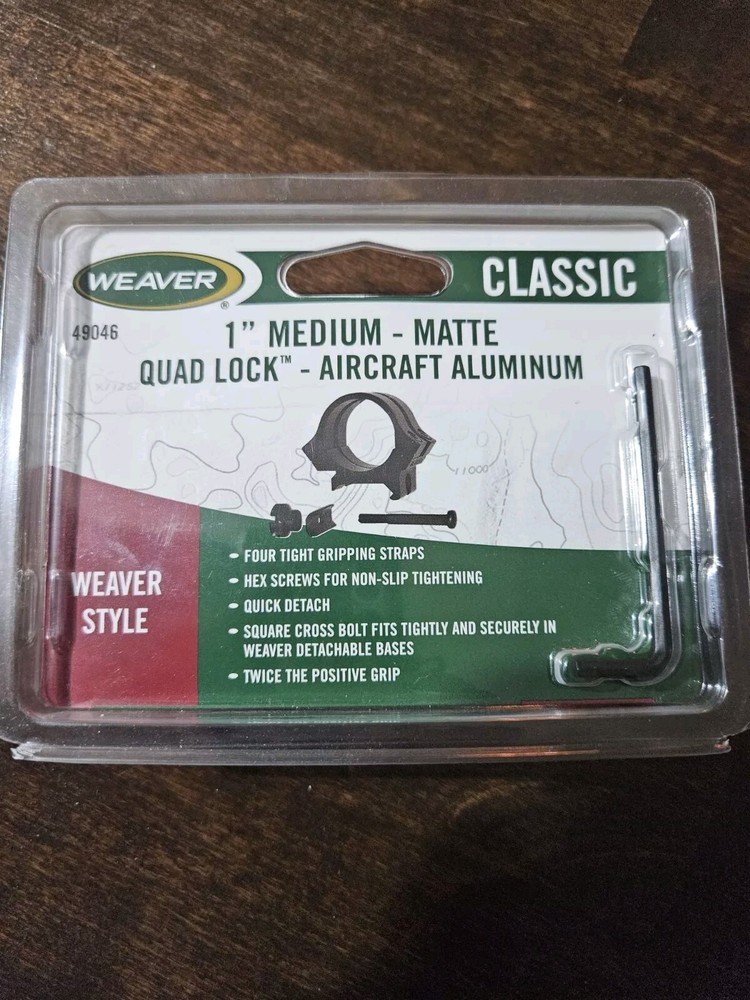 WEAVER®
CLASSIC
49046
1” MEDIUM - MATTE
QUAD LOCK™ - AIRCRAFT ALUMINUM
11000
WEAVER
STYLE
• FOUR TIGHT GRIPPING STRAPS
• HEX SCREWS FOR NON-SLIP TIGHTENING
• QUICK DETACH
• SQUARE CROSS BOLT FITS TIGHTLY AND SECURELY IN
WEAVER DETACHABLE BASES
• TWICE THE POSITIVE GRIP